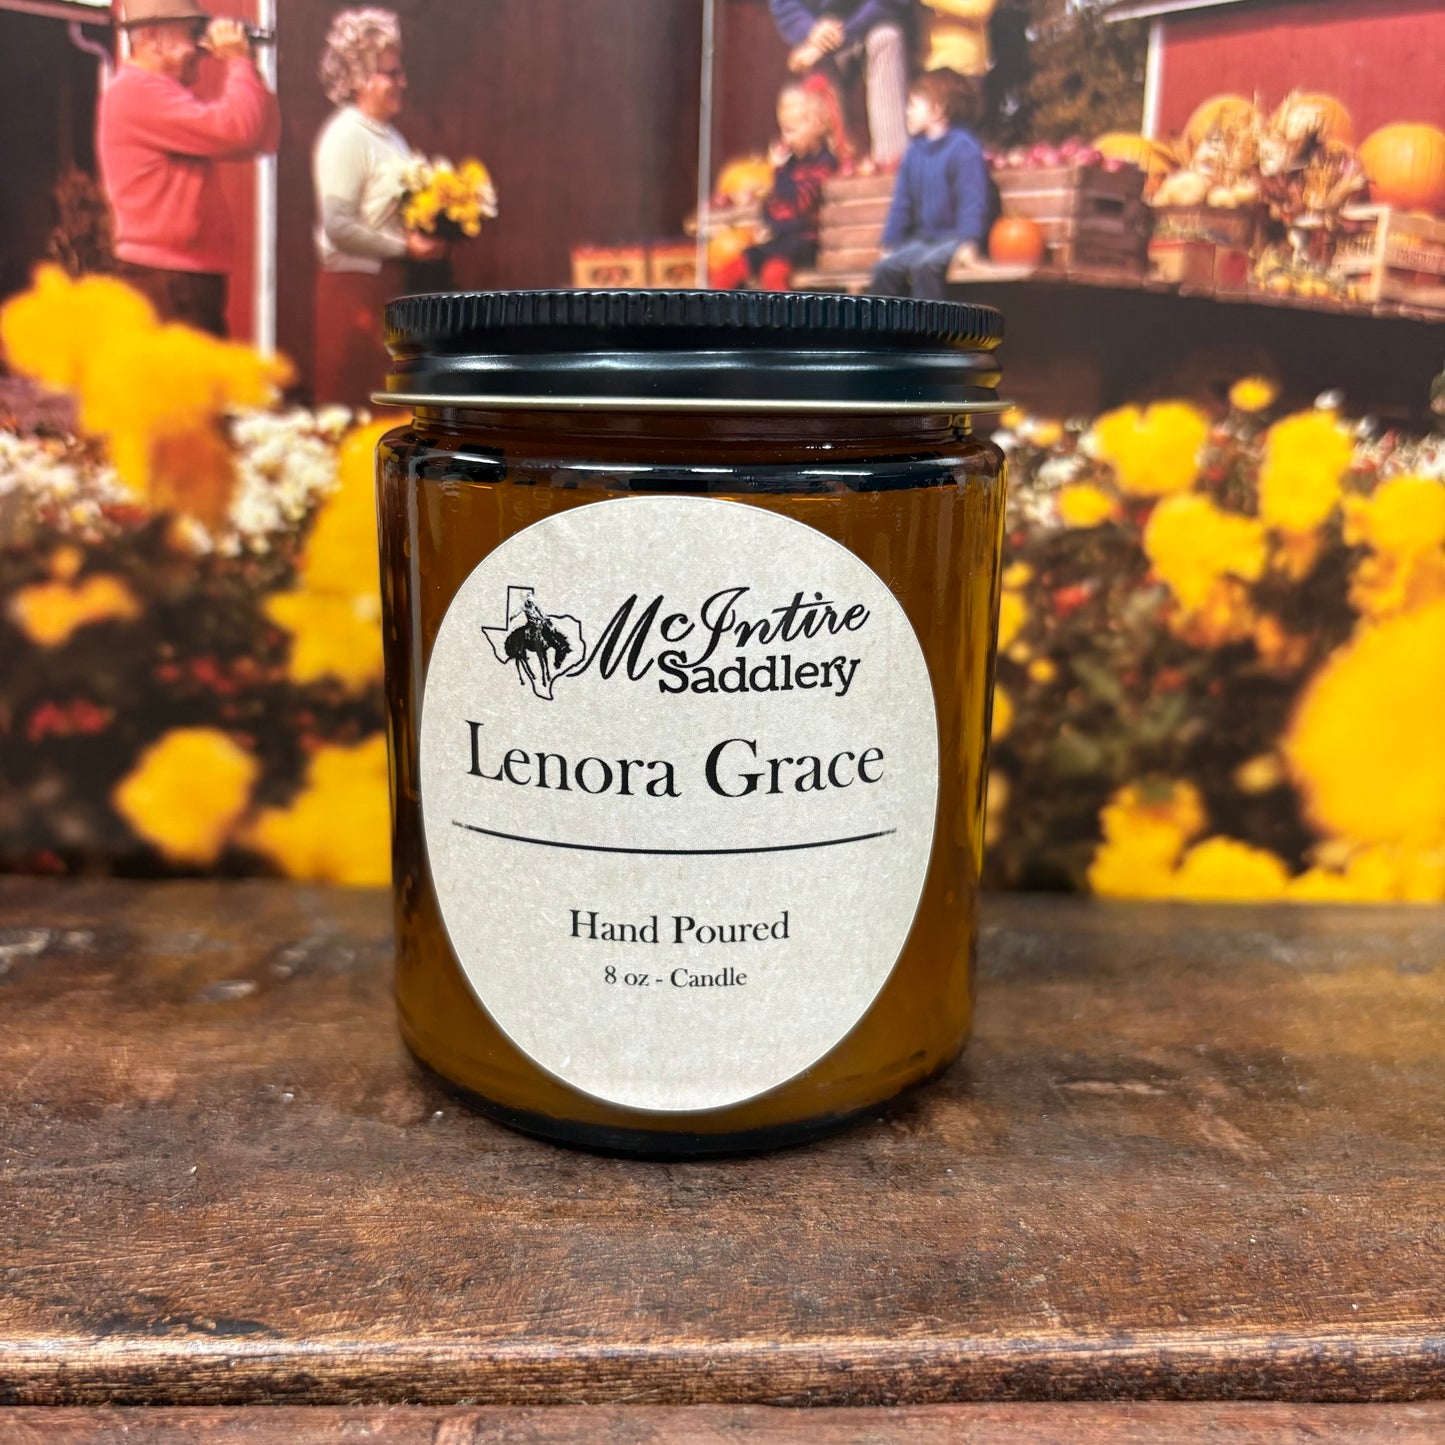 McIntire
Saddlery
Lenora Grace
Hand Poured
8 oz - Candle